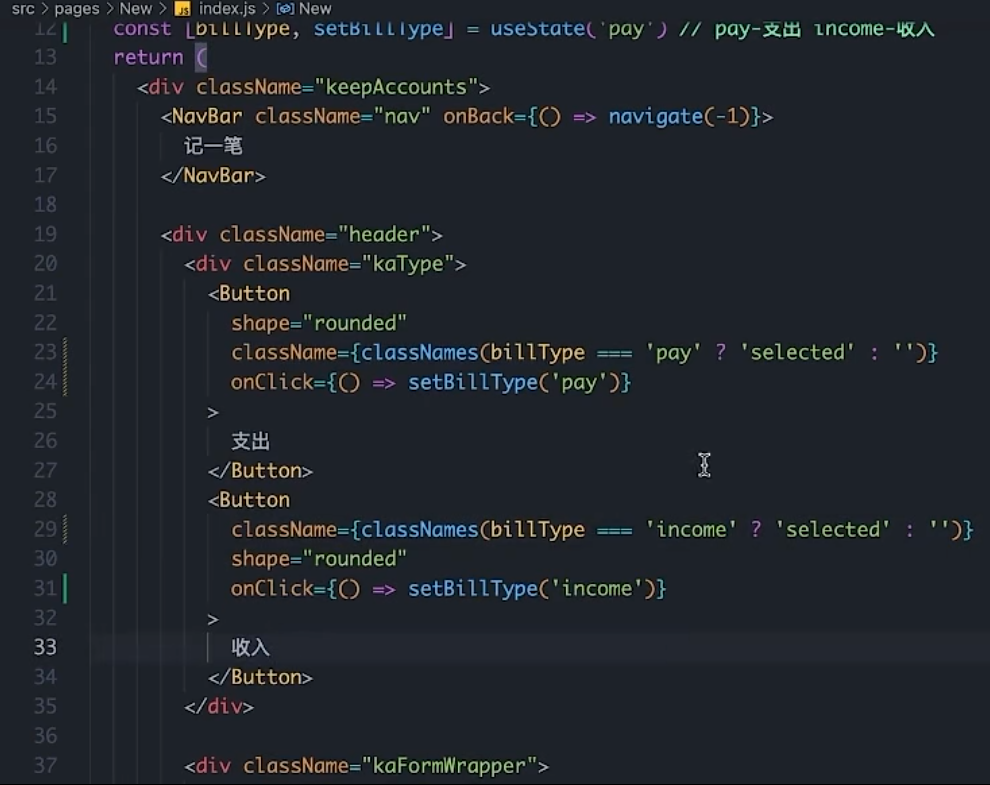 src > pages > New > JS index.js > New
12 const [billType, setBillType] = useState('pay') // pay-支出 income-收入
13 return (
14 <div className="keepAccounts">
15 <NavBar className="nav" onBack={() => navigate(-1)}>
16 记一笔
17 </NavBar>
18
19 <div className="header">
20 <div className="kaType">
21 <Button
22 shape="rounded"
23 className={classNames(billType === 'pay' ? 'selected' : '')}
24 onClick={() => setBillType('pay')}
25 >
26 支出
27 </Button>
28 <Button
29 className={classNames(billType === 'income' ? 'selected' : '')}
30 shape="rounded"
31 onClick={() => setBillType('income')}
32 >
33 收入
34 </Button>
35 </div>
36
37 <div className="kaFormWrapper">